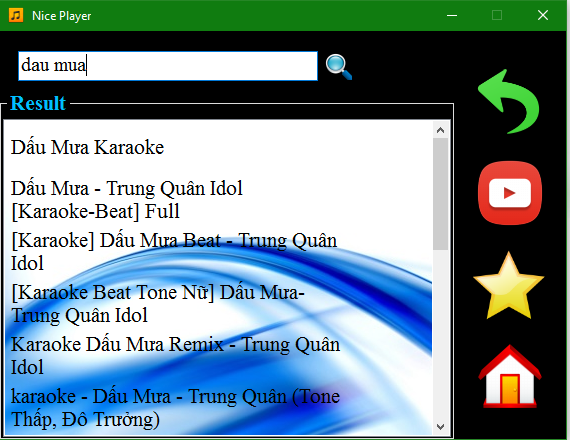 Nice Player
dau mua
Result
Dấu Mưa Karaoke
Dấu Mưa - Trung Quân Idol
[Karaoke-Beat] Full
[Karaoke] Dấu Mưa Beat - Trung Quân
Idol
[Karaoke Beat Tone Nữ] Dấu Mưa-
Trung Quân Idol
Karaoke Dấu Mưa Remix - Trung Quân
Idol
karaoke - Dấu Mưa - Trung Quân (Tone
Thấp, Đô Trưởng)